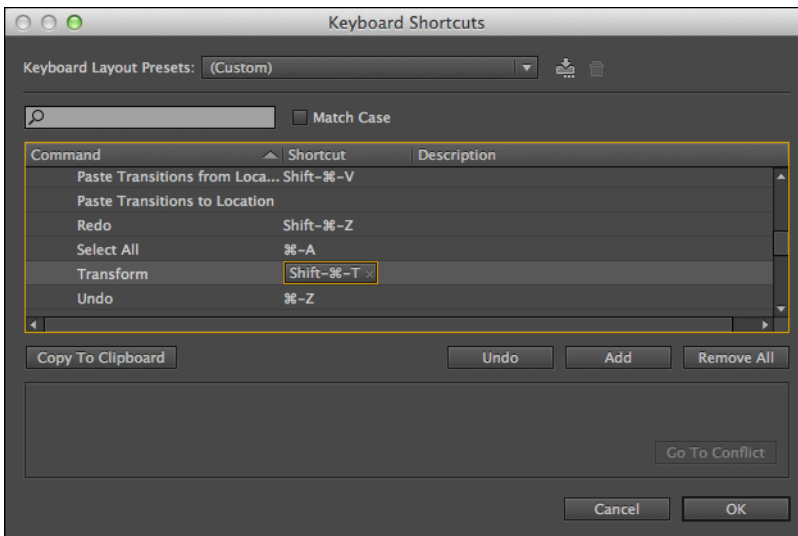 Keyboard Shortcuts
Keyboard Layout Presets: (Custom)
Match Case
Command Shortcut Description
Paste Transitions from Loca... Shift-⌘-V
Paste Transitions to Location
Redo Shift-⌘-Z
Select All ⌘-A
Transform Shift-⌘-T ×
Undo ⌘-Z
Copy To Clipboard Undo Add Remove All
Go To Conflict
Cancel OK